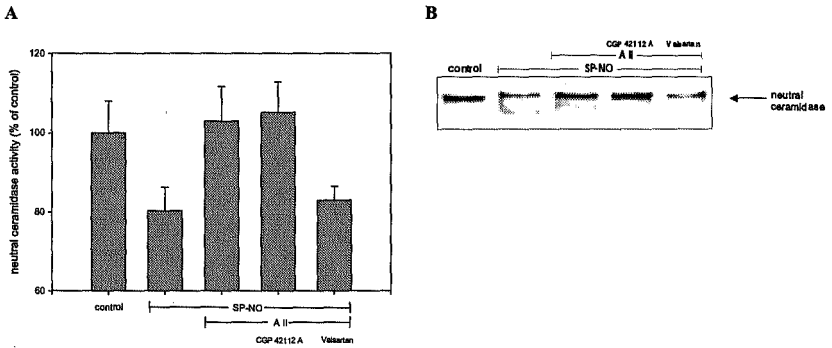 A
neutral ceramidase activity (% of control)
120
100
80
60
control
SP-NO
A II
CGP 42112 A Valsartan
B
CGP 42112 A Valsartan
A II
SP-NO
control
neutral
ceramidase